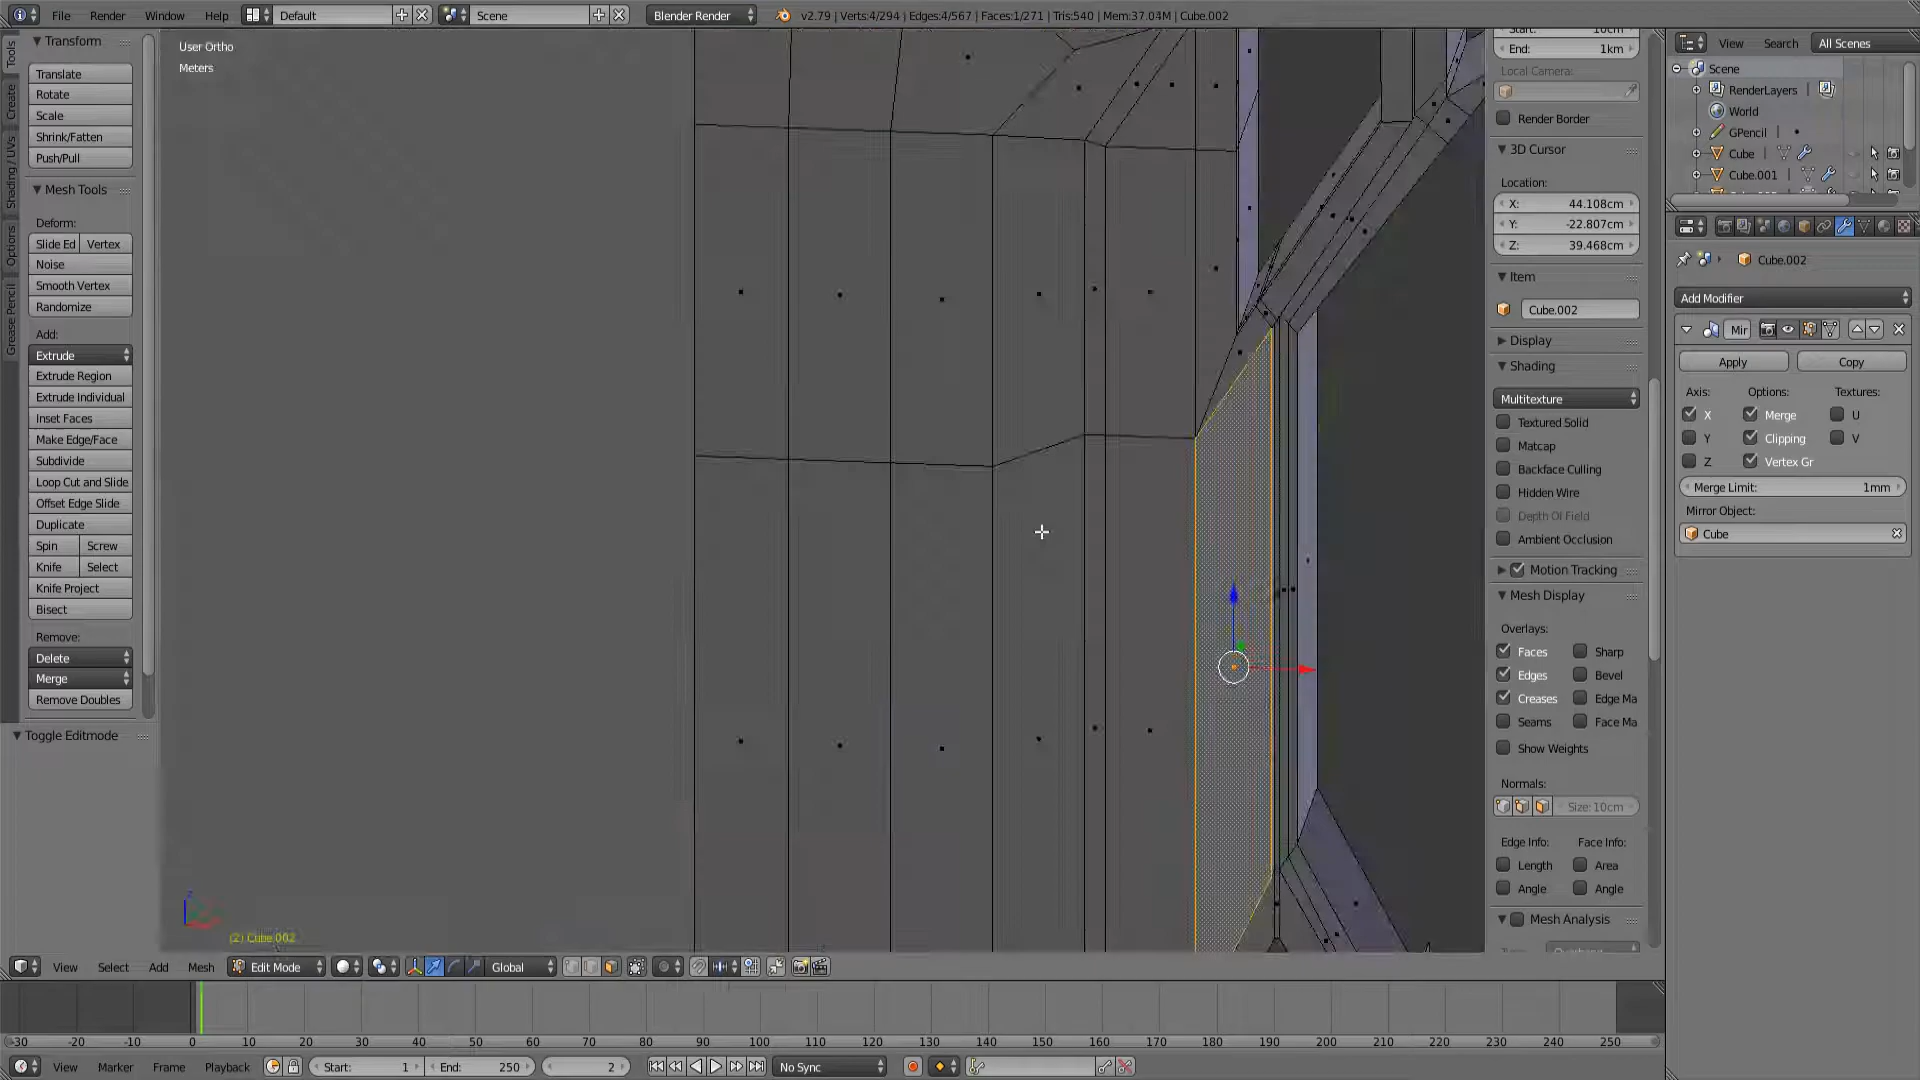 File Render Window Help Default Scene Blender Render v2.79 | Verts:4/294 | Edges:4/567 | Faces:1/271 | Tris:540 | Mem:37.04M | Cube.002
Tools
Create
Shading / UVs
Options
Grease Pencil
Transform
Translate
Rotate
Scale
Shrink/Fatten
Push/Pull
Mesh Tools
Deform:
Slide Ed Vertex
Noise
Smooth Vertex
Randomize
Add:
Extrude
Extrude Region
Extrude Individual
Inset Faces
Make Edge/Face
Subdivide
Loop Cut and Slide
Offset Edge Slide
Duplicate
Spin Screw
Knife Select
Knife Project
Bisect
Remove:
Delete
Merge
Remove Doubles
Toggle Editmode
User Ortho
Meters
(2) Cube.002
Start: 10cm
End: 1km
Local Camera:
Render Border
3D Cursor
Location:
X: 44.108cm
Y: -22.807cm
Z: 39.468cm
Item
Cube.002
Display
Shading
Multitexture
Textured Solid
Matcap
Backface Culling
Hidden Wire
Depth Of Field
Ambient Occlusion
Motion Tracking
Mesh Display
Overlays:
Faces Sharp
Edges Bevel
Creases Edge Ma
Seams Face Ma
Show Weights
Normals:
Size: 10cm
Edge Info: Face Info:
Length Area
Angle Angle
Mesh Analysis
View Search All Scenes
Scene
RenderLayers
World
GPencil
Cube
Cube.001
Cube.002
Add Modifier
Mir
Apply Copy
Axis: Options: Textures:
X Merge U
Y Clipping V
Z Vertex Gr
Merge Limit: 1mm
Mirror Object:
Cube
View Select Add Mesh Edit Mode Global
-30 -20 -10 0 10 20 30 40 50 60 70 80 90 100 110 120 130 140 150 160 170 180 190 200 210 220 230 240 250
View Marker Frame Playback Start: 1 End: 250 2 No Sync